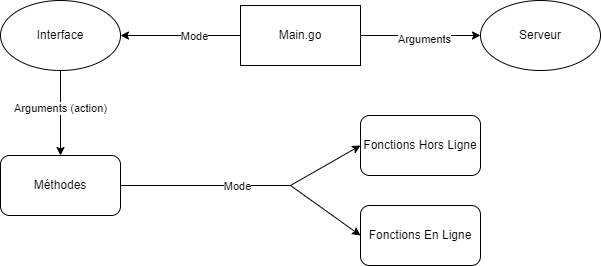 Interface
Mode
Main.go
Arguments
Serveur
Arguments (action)
Méthodes
Mode
Fonctions Hors Ligne
Fonctions En Ligne